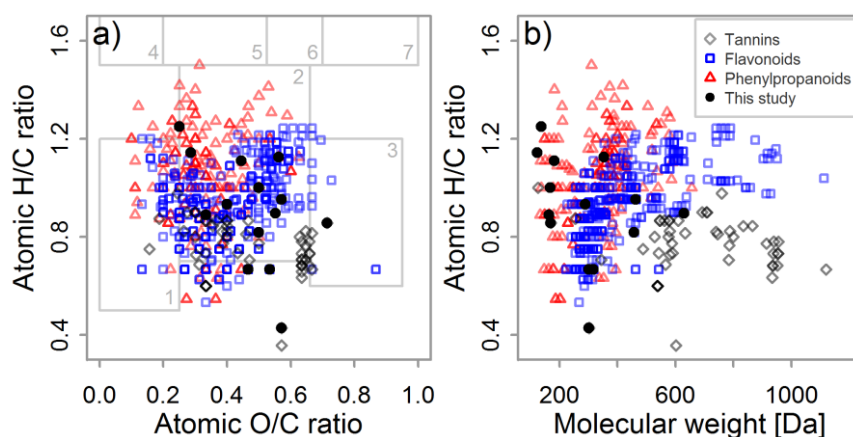 a)
4
5
6
7
2
3
1
Atomic H/C ratio
0.4
0.8
1.2
1.6
0.0
0.2
0.4
0.6
0.8
1.0
Atomic O/C ratio
b)
Tannins
Flavonoids
Phenylpropanoids
This study
Atomic H/C ratio
0.4
0.8
1.2
1.6
200
600
1000
Molecular weight [Da]